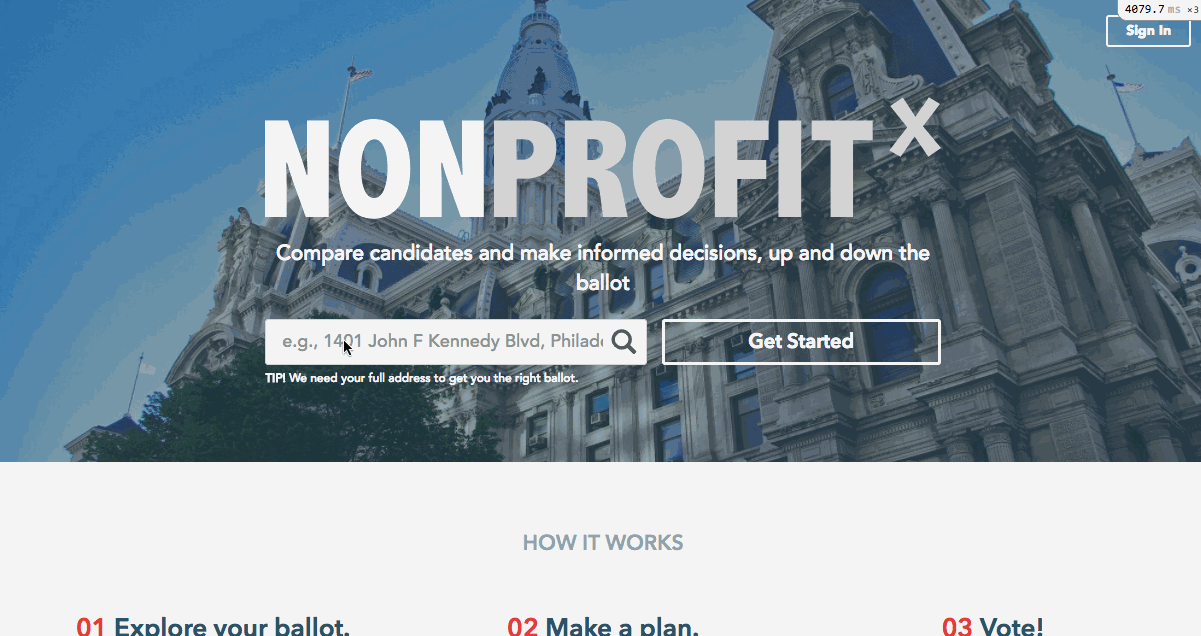 4079.7 ms ×3
Sign In
NONPROFIT X
Compare candidates and make informed decisions, up and down the
ballot
e.g., 1401 John F Kennedy Blvd, Philade
Get Started
TIP! We need your full address to get you the right ballot.
HOW IT WORKS
01 Explore your ballot.
02 Make a plan.
03 Vote!